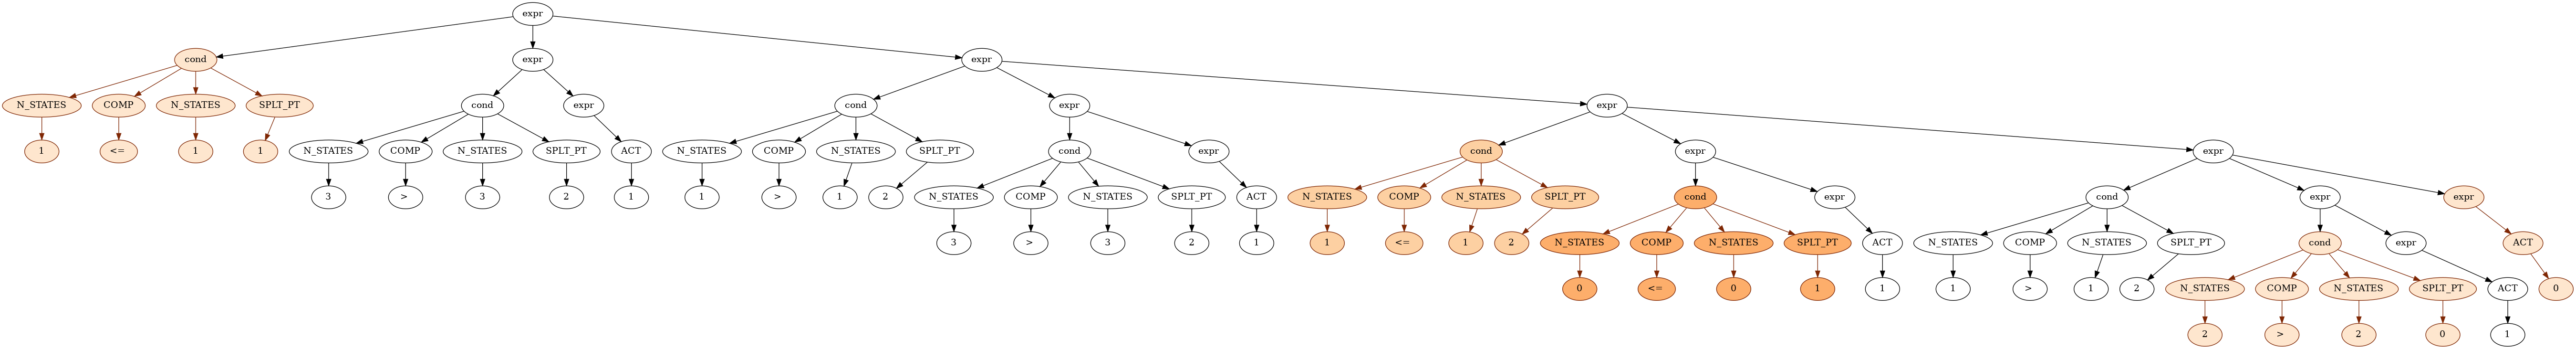 expr
cond expr expr
N_STATES COMP N_STATES SPLT_PT cond expr cond expr expr
1 <= 1 1 N_STATES COMP N_STATES SPLT_PT ACT N_STATES COMP N_STATES SPLT_PT cond expr cond expr expr
3 > 3 2 1 1 > 1 2 N_STATES COMP N_STATES SPLT_PT ACT N_STATES COMP N_STATES SPLT_PT cond expr cond expr expr
3 > 3 2 1 1 <= 1 2 N_STATES COMP N_STATES SPLT_PT ACT N_STATES COMP N_STATES SPLT_PT cond expr ACT
0 <= 0 1 1 1 > 1 2 N_STATES COMP N_STATES SPLT_PT ACT 0
2 > 2 0 1